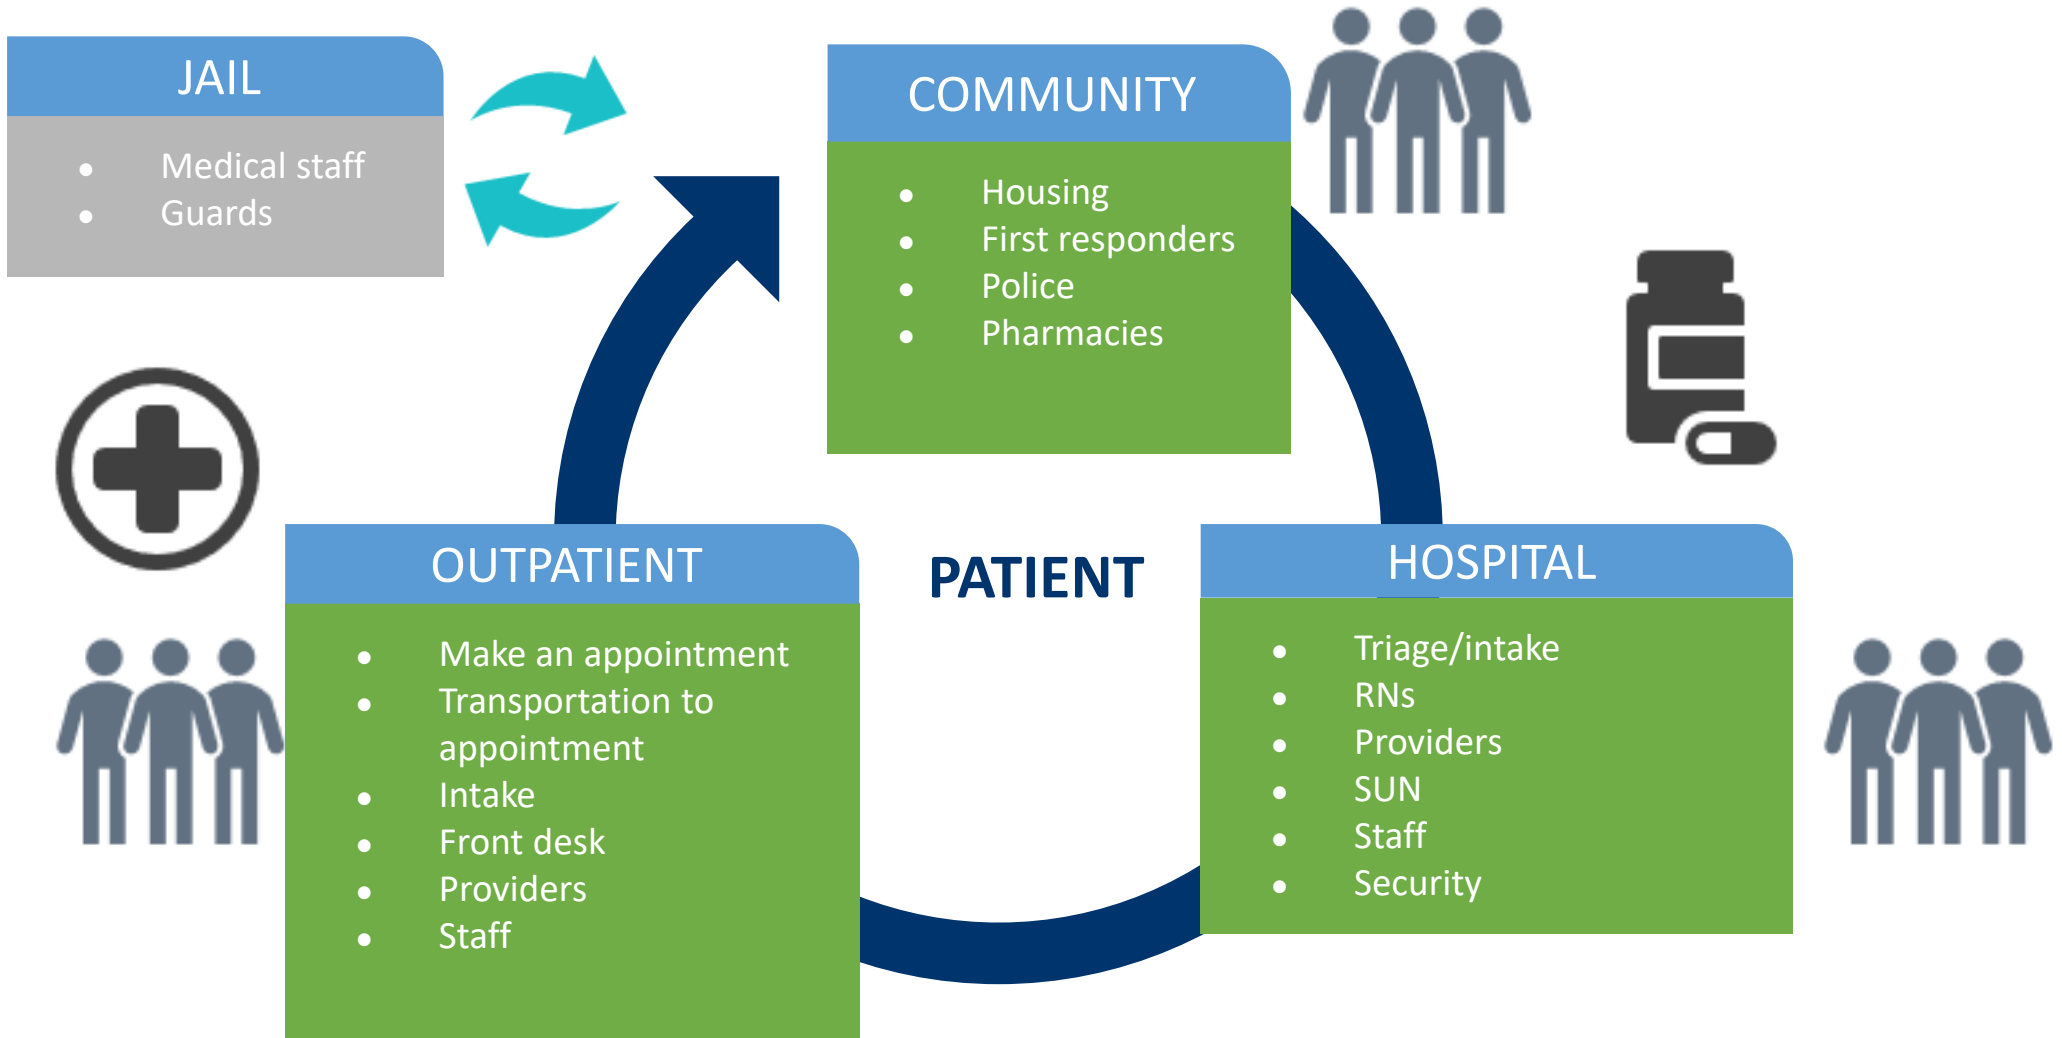 JAIL
• Medical staff
• Guards
COMMUNITY
• Housing
• First responders
• Police
• Pharmacies
PATIENT
OUTPATIENT
• Make an appointment
• Transportation to
appointment
• Intake
• Front desk
• Providers
• Staff
HOSPITAL
• Triage/intake
• RNs
• Providers
• SUN
• Staff
• Security